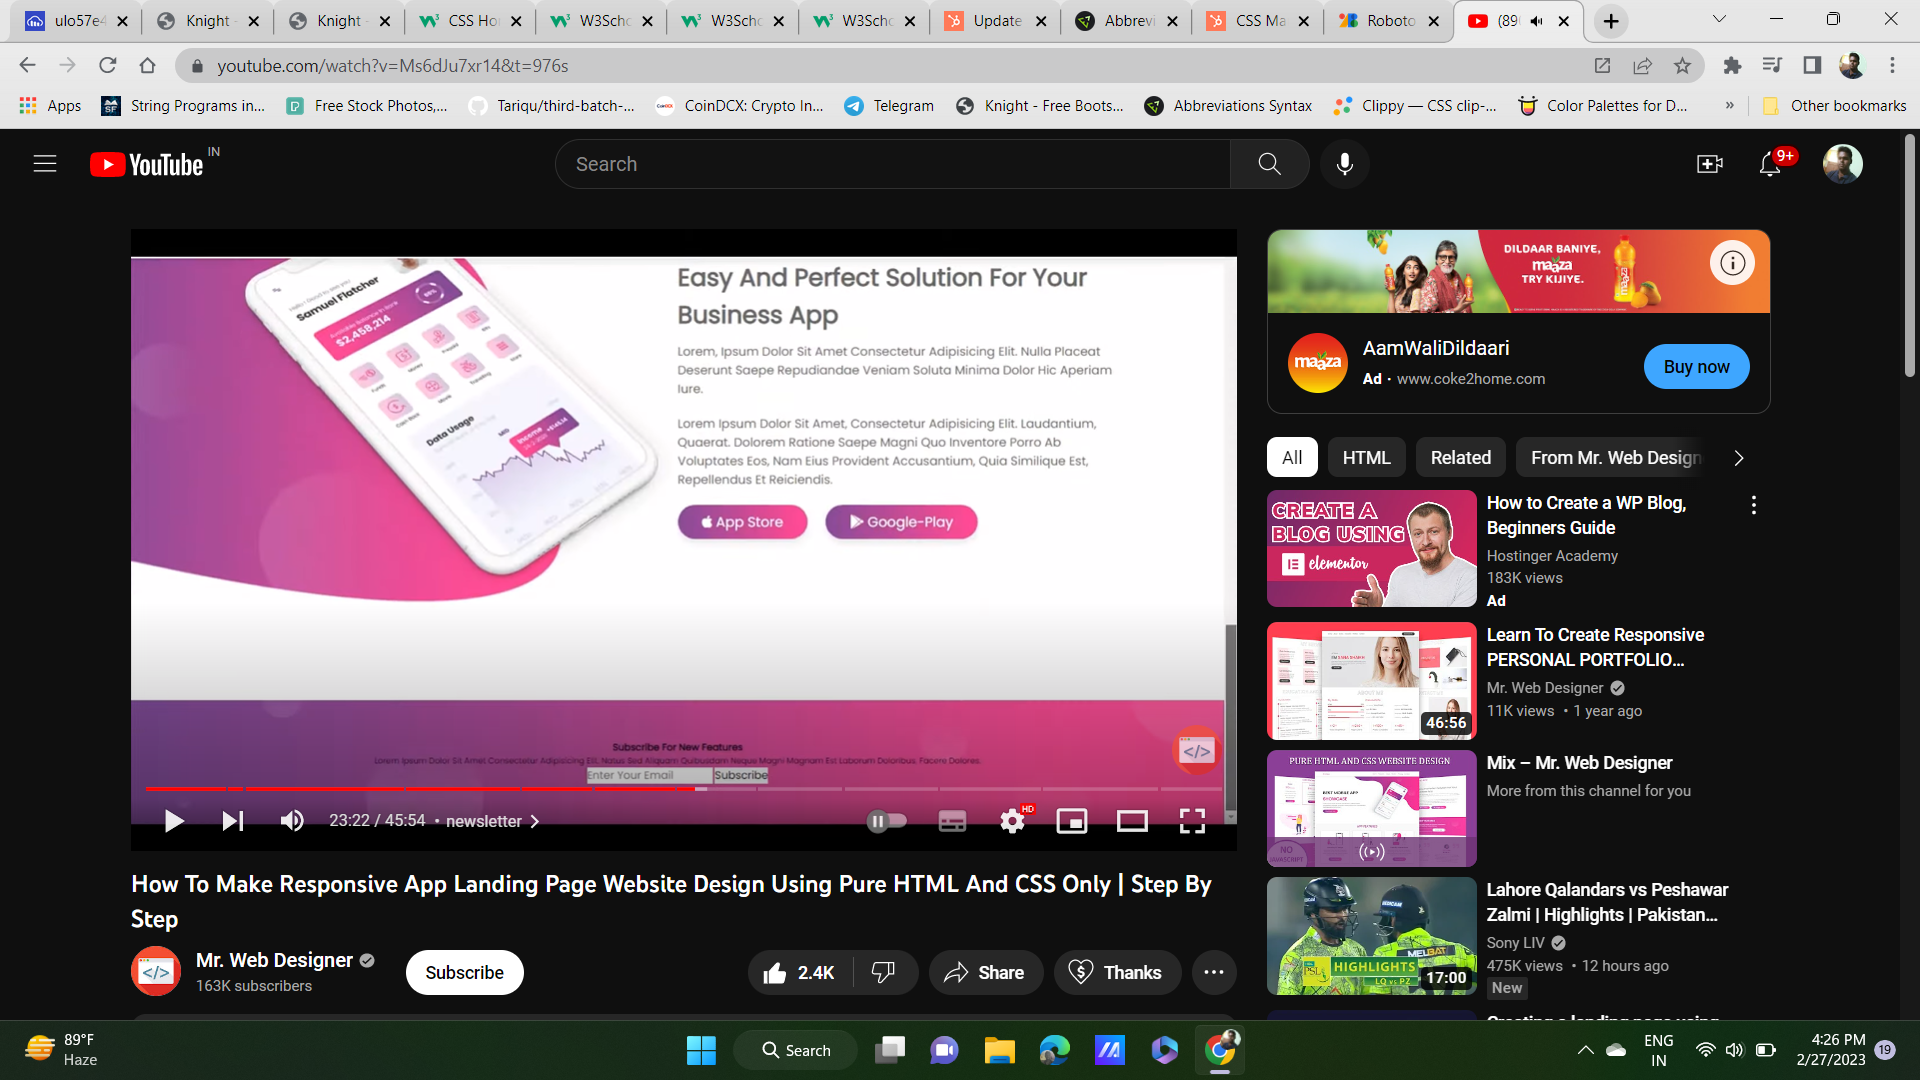 ulo57e4
Knight -
Knight -
CSS Ho
W3Scho
W3Scho
W3Scho
Update
Abbrevi
CSS Ma
Roboto
(89
youtube.com/watch?v=Ms6dJu7xr14&t=976s
Apps
String Programs in...
Free Stock Photos,...
Tariqu/third-batch-...
CoinDCX: Crypto In...
Telegram
Knight - Free Boots...
Abbreviations Syntax
Clippy — CSS clip-...
Color Palettes for D...
»
Other bookmarks
YouTube IN
Search
9+
Samuel Flatcher
$2,458,214
Data Usage
Easy And Perfect Solution For Your
Business App
Lorem, Ipsum Dolor Sit Amet Consectetur Adipisicing Elit. Nulla Placeat
Deserunt Saepe Repudiandae Veniam Soluta Minima Dolor Hic Aperiam
Iure.
Lorem Ipsum Dolor Sit Amet, Consectetur Adipisicing Elit. Laudantium,
Quaerat. Dolorem Ratione Saepe Magni Quo Inventore Porro Ab
Voluptates Eos, Nam Eius Provident Accusantium, Quia Similique Est,
Repellendus Et Reiciendis.
App Store
Google-Play
Subscribe For New Features
Lorem Ipsum Dolor Sit Amet Consectetur Adipisicing Elit. Natus Sed Aliquam Quibusdam Neque Magni Magnam Est Laborum Doloribus. Facere Dolores.
Enter Your Email
Subscribe
</>
23:22 / 45:54 • newsletter
HD
How To Make Responsive App Landing Page Website Design Using Pure HTML And CSS Only | Step By
Step
</>
Mr. Web Designer
163K subscribers
Subscribe
2.4K
Share
Thanks
DILDAAR BANIYE,
maaza
TRY KIJIYE.
maaza
AamWaliDildaari
Ad · www.coke2home.com
Buy now
All
HTML
Related
From Mr. Web Design
CREATE A
BLOG USING
elementor
How to Create a WP Blog,
Beginners Guide
Hostinger Academy
183K views
Ad
46:56
Learn To Create Responsive
PERSONAL PORTFOLIO...
Mr. Web Designer
11K views • 1 year ago
PURE HTML AND CSS WEBSITE DESIGN
BEST MOBILE APP
SHOWCASE
NO
JAVASCRIPT
Mix – Mr. Web Designer
More from this channel for you
HIGHLIGHTS
LQ vs PZ
17:00
Lahore Qalandars vs Peshawar
Zalmi | Highlights | Pakistan...
Sony LIV
475K views • 12 hours ago
New
89°F
Haze
Search
ENG
IN
4:26 PM
2/27/2023
19